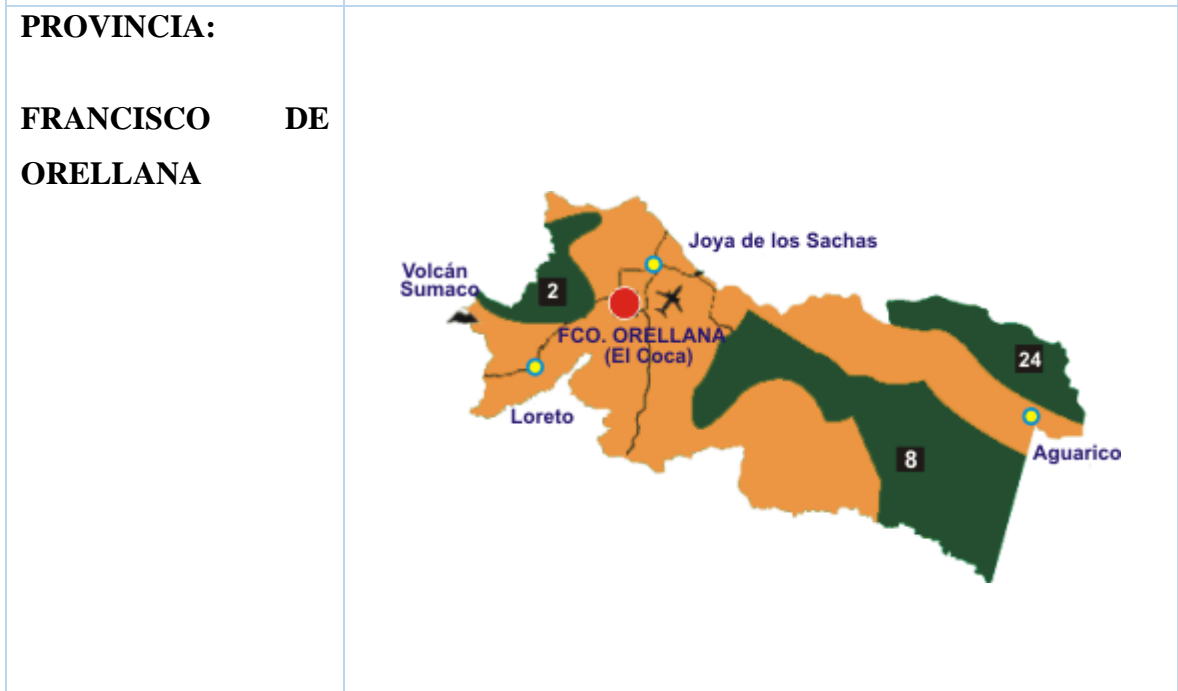 PROVINCIA:
FRANCISCO DE
ORELLANA
Joya de los Sachas
Volcán
Sumaco
2
FCO. ORELLANA
(El Coca)
24
Loreto
8
Aguarico